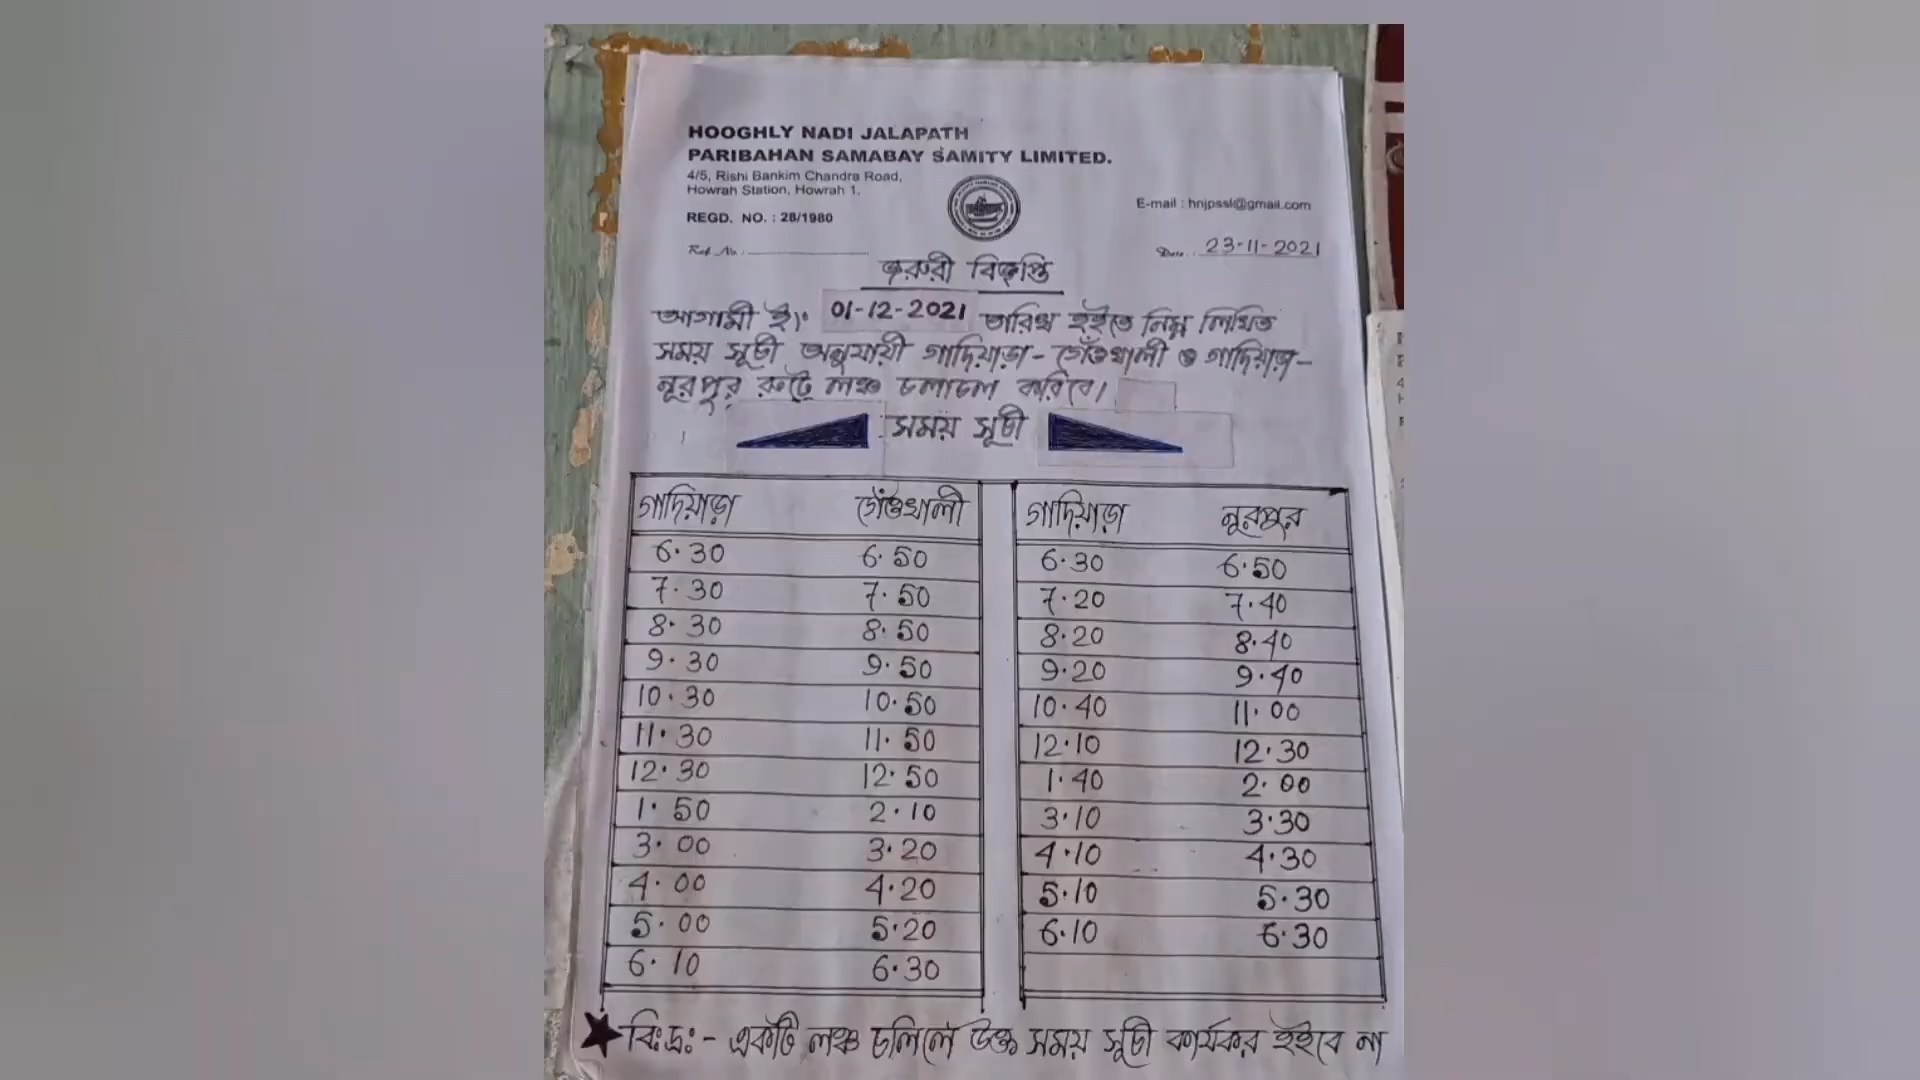 HOOGHLY NADI JALAPATH
PARIBAHAN SAMABAY SAMITY LIMITED.
4/5, Rishi Bankim Chandra Road,
Howrah Station, Howrah 1.
REGD. NO. : 28/1980
E-mail : hnjpssl@gmail.com
Ref. No. :
Date. : 23-11-2021
জরুরী বিজ্ঞপ্তি
আগামী ইং 01-12-2021 তারিখ হইতে নিম্ন লিখিত
সময় সূচী অনুযায়ী গাদিয়াড়া - গেঁওখালী ও গাদিয়াড়া -
নূরপুর রুটে লঞ্চ চলাচল করিবে।
সময় সূচী
গাদিয়াড়া গেঁওখালী গাদিয়াড়া নূরপুর
6.30 6.50 6.30 6.50
7.30 7.50 7.20 7.40
8.30 8.50 8.20 8.40
9.30 9.50 9.20 9.40
10.30 10.50 10.40 11.00
11.30 11.50 12.10 12.30
12.30 12.50 1.40 2.00
1.50 2.10 3.10 3.30
3.00 3.20 4.10 4.30
4.00 4.20 5.10 5.30
5.00 5.20 6.10 6.30
6.10 6.30
বিঃদ্রঃ - একটি লঞ্চ চলিলে উক্ত সময় সূচী কার্যকর হইবে না